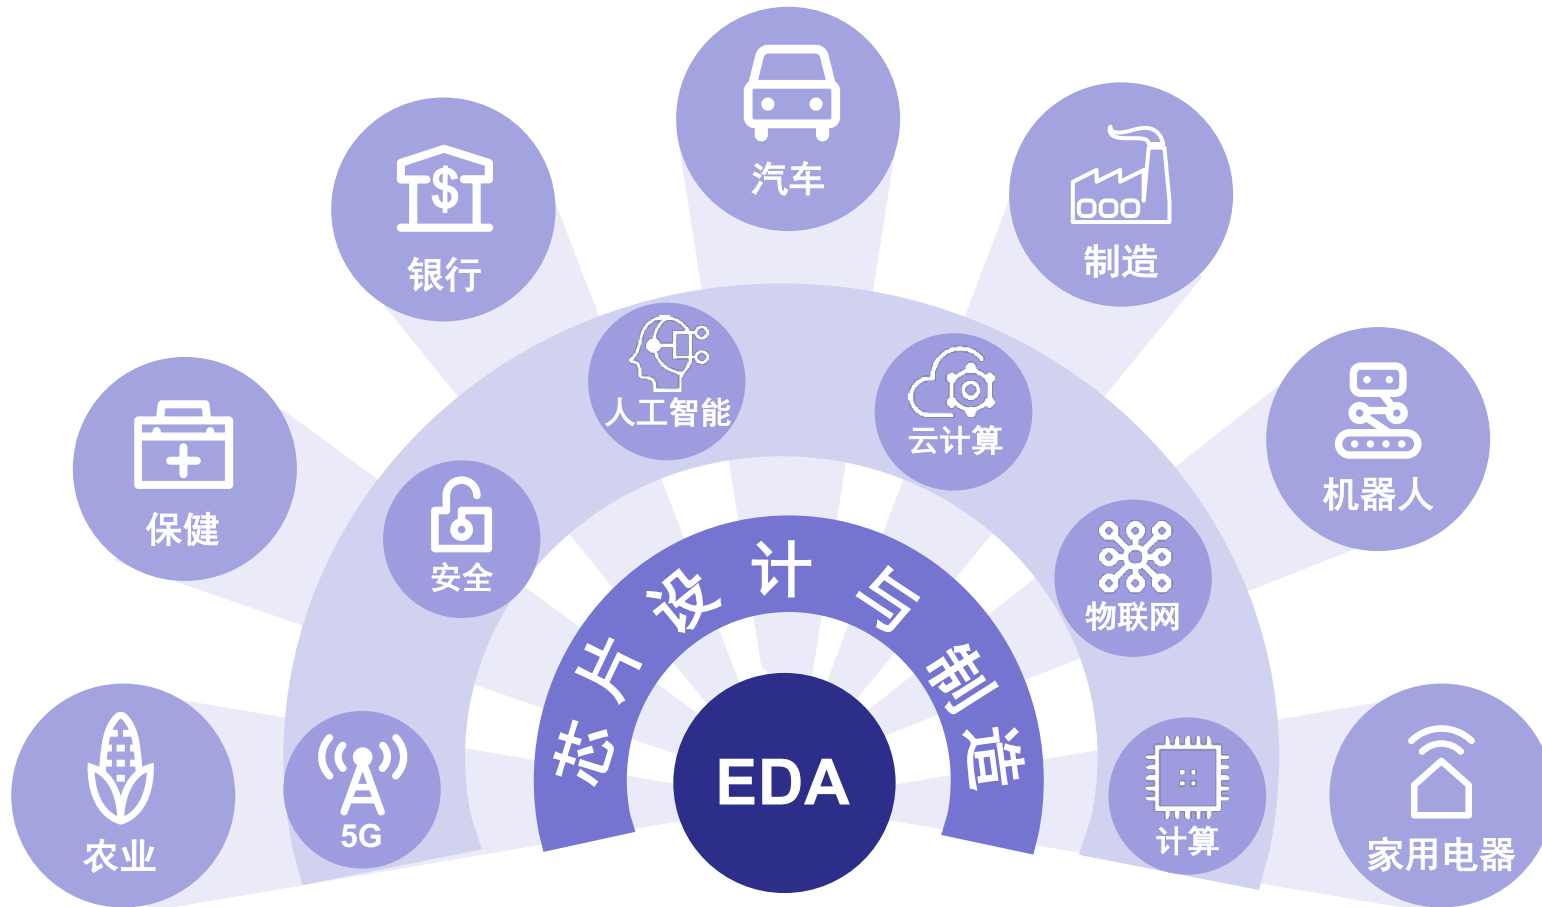 汽车
制造
银行
人工智能
云计算
机器人
保健
安全
物联网
芯片设计与制造
EDA
农业
5G
计算
家用电器